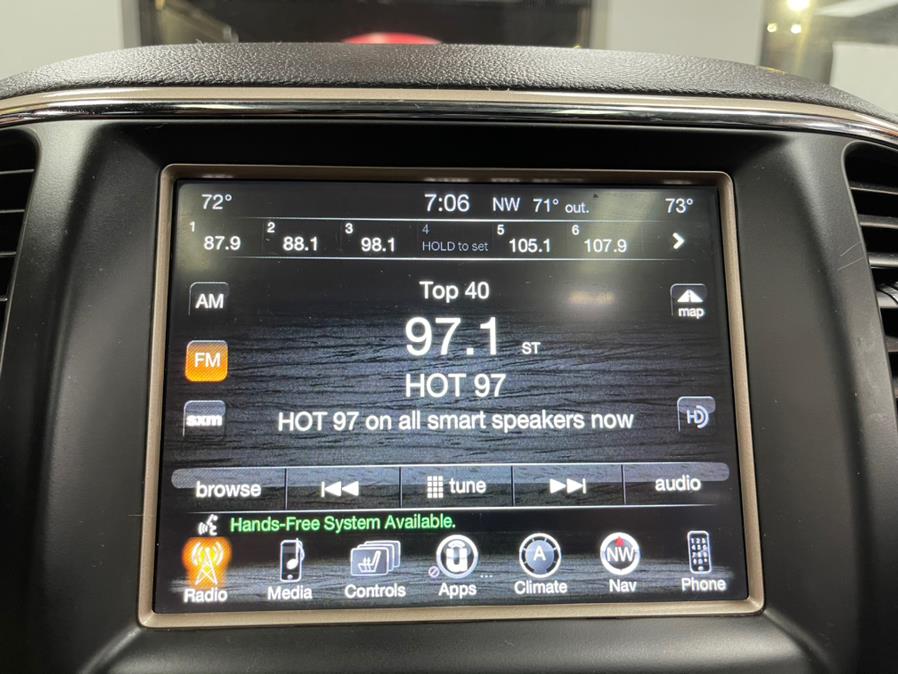 72° 7:06 NW 71° out. 73°
1 87.9 2 88.1 3 98.1 4 HOLD to set 5 105.1 6 107.9
AM Top 40 map
97.1 ST
FM HOT 97
sxm HOT 97 on all smart speakers now HD
browse tune audio
Hands-Free System Available.
A NW
Radio Media Controls Apps ... Climate Nav Phone